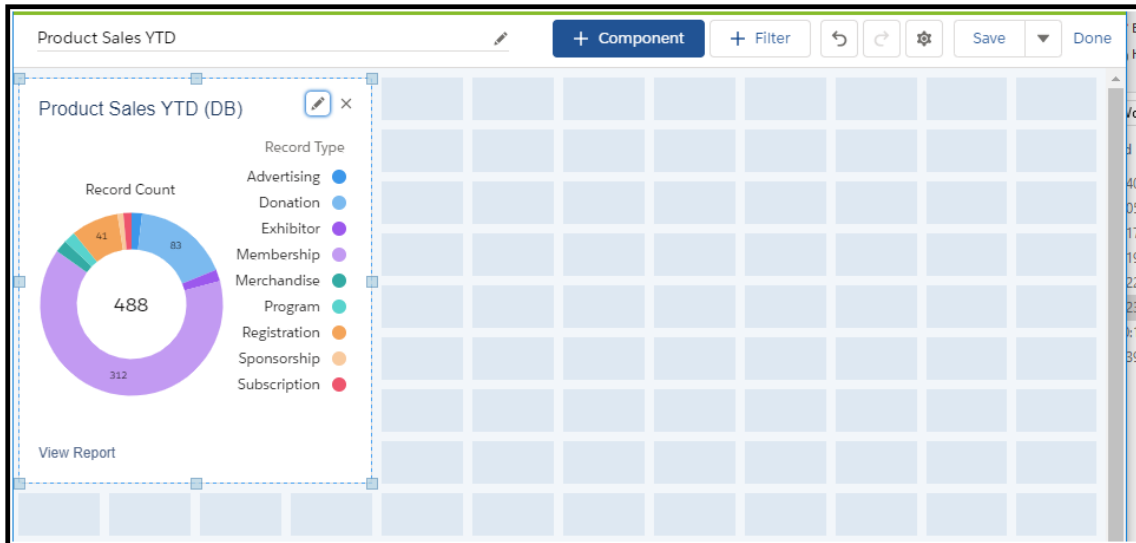 Product Sales YTD
+ Component
+ Filter
Save
Done
Product Sales YTD (DB)
Record Type
Record Count
Advertising
Donation
Exhibitor
Membership
Merchandise
Program
Registration
Sponsorship
Subscription
41
83
488
312
View Report